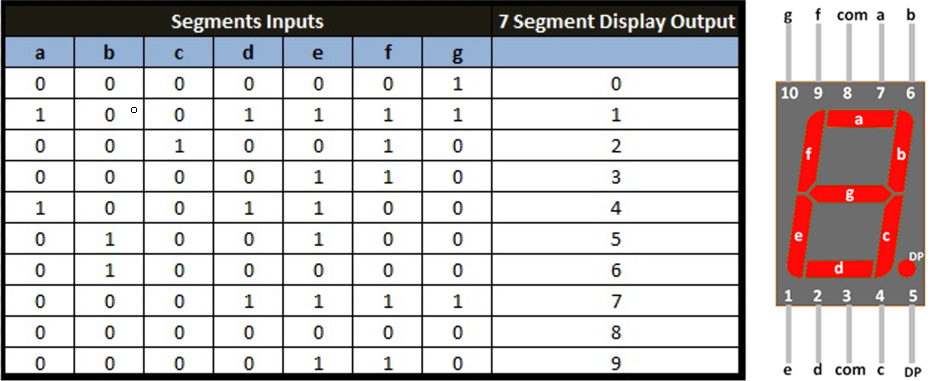 Segments Inputs 7 Segment Display Output
a b c d e f g
0 0 0 0 0 0 1 0
1 0 0 1 1 1 1 1
0 0 1 0 0 1 0 2
0 0 0 0 1 1 0 3
1 0 0 1 1 0 0 4
0 1 0 0 1 0 0 5
0 1 0 0 0 0 0 6
0 0 0 1 1 1 1 7
0 0 0 0 0 0 0 8
0 0 0 0 1 1 0 9
g f com a b
10 9 8 7 6
a
f b
g
e c
DP
d
1 2 3 4 5
e d com c DP